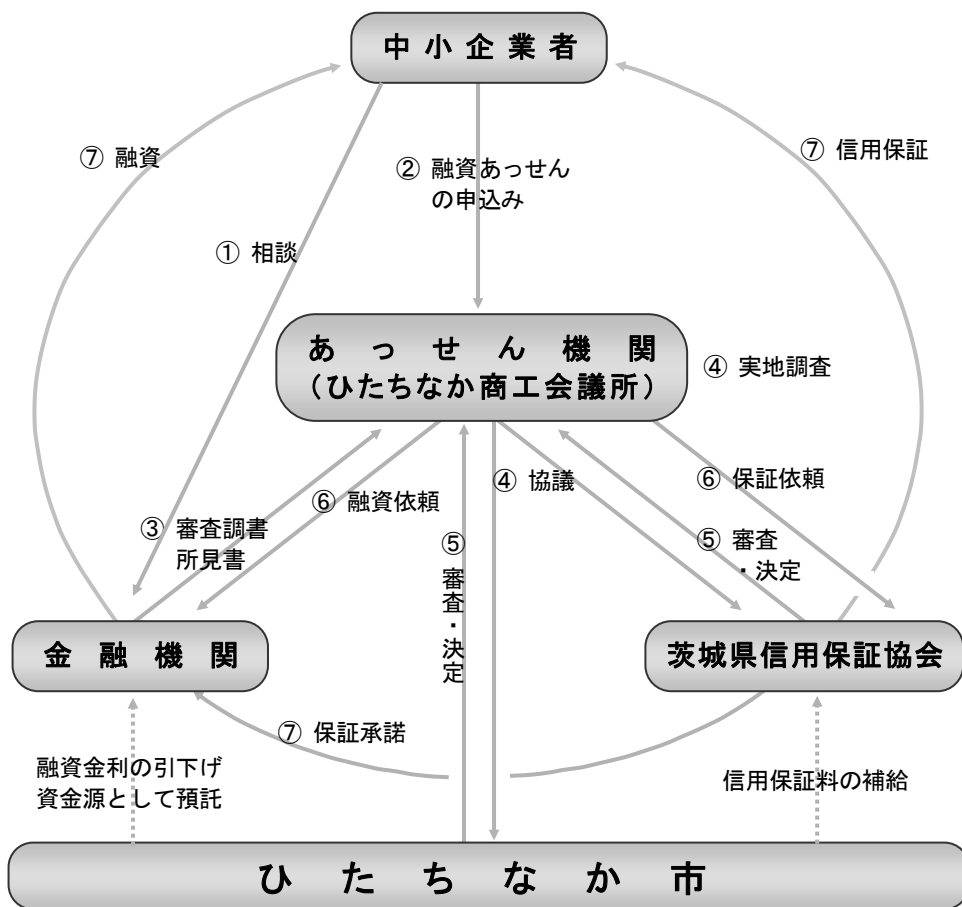 中小企業者
⑦ 融資
⑦ 信用保証
② 融資あっせん
の申込み
① 相談
あっせん機関
（ひたちなか商工会議所）
④ 実地調査
④ 協議
⑥ 保証依頼
⑥ 融資依頼
③ 審査調書
所見書
⑤ 審査・決定
⑤ 審査
・決定
金融機関
茨城県信用保証協会
⑦ 保証承諾
融資金利の引下げ
資金源として預託
信用保証料の補給
ひたちなか市